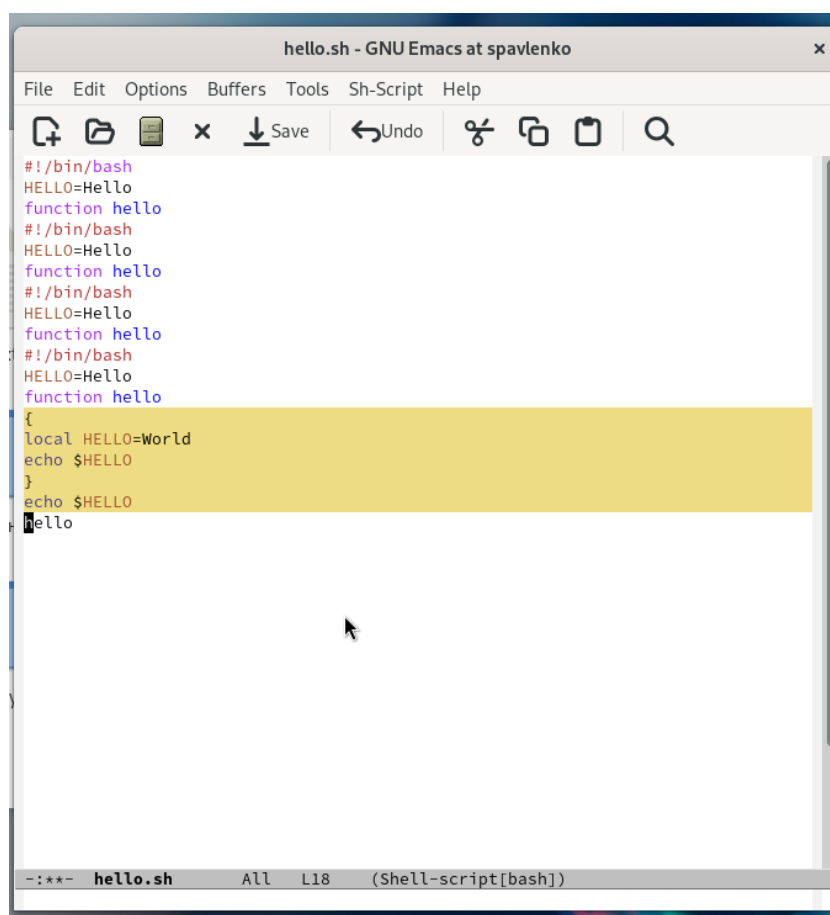 hello.sh - GNU Emacs at spavlenko
File Edit Options Buffers Tools Sh-Script Help
Save Undo
#!/bin/bash
HELLO=Hello
function hello
#!/bin/bash
HELLO=Hello
function hello
#!/bin/bash
HELLO=Hello
function hello
#!/bin/bash
HELLO=Hello
function hello
{
local HELLO=World
echo $HELLO
}
echo $HELLO
hello
-:**- hello.sh All L18 (Shell-script[bash])